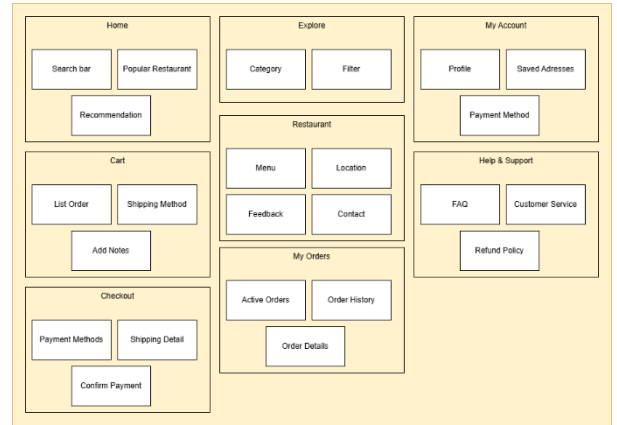 Home
Search bar
Popular Restaurant
Recommendation
Explore
Category
Filter
My Account
Profile
Saved Adresses
Payment Method
Cart
List Order
Shipping Method
Add Notes
Restaurant
Menu
Location
Feedback
Contact
Help & Support
FAQ
Customer Service
Refund Policy
Checkout
Payment Methods
Shipping Detail
Confirm Payment
My Orders
Active Orders
Order History
Order Details